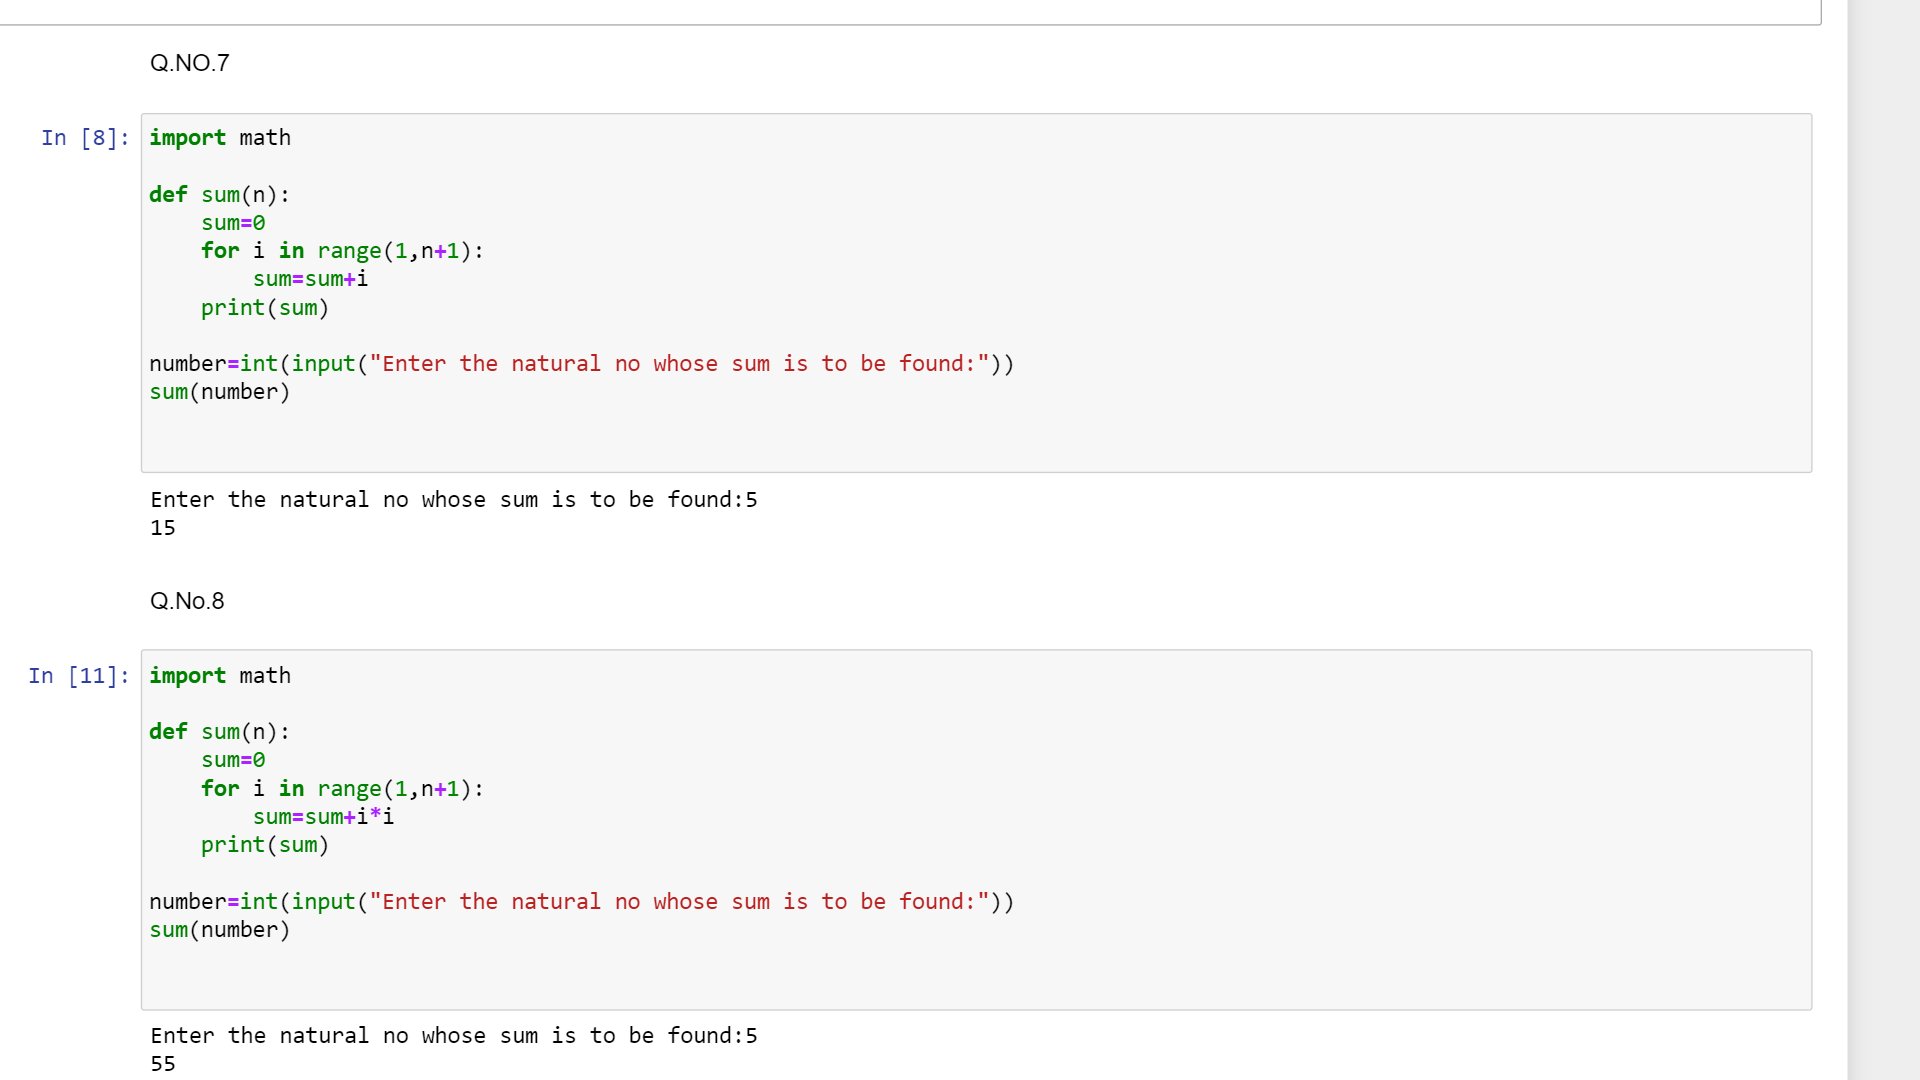 Q.NO.7
In [8]: import math
def sum(n):
    sum=0
    for i in range(1,n+1):
        sum=sum+i
    print(sum)
number=int(input("Enter the natural no whose sum is to be found:"))
sum(number)
Enter the natural no whose sum is to be found:5
15
Q.No.8
In [11]: import math
def sum(n):
    sum=0
    for i in range(1,n+1):
        sum=sum+i*i
    print(sum)
number=int(input("Enter the natural no whose sum is to be found:"))
sum(number)
Enter the natural no whose sum is to be found:5
55